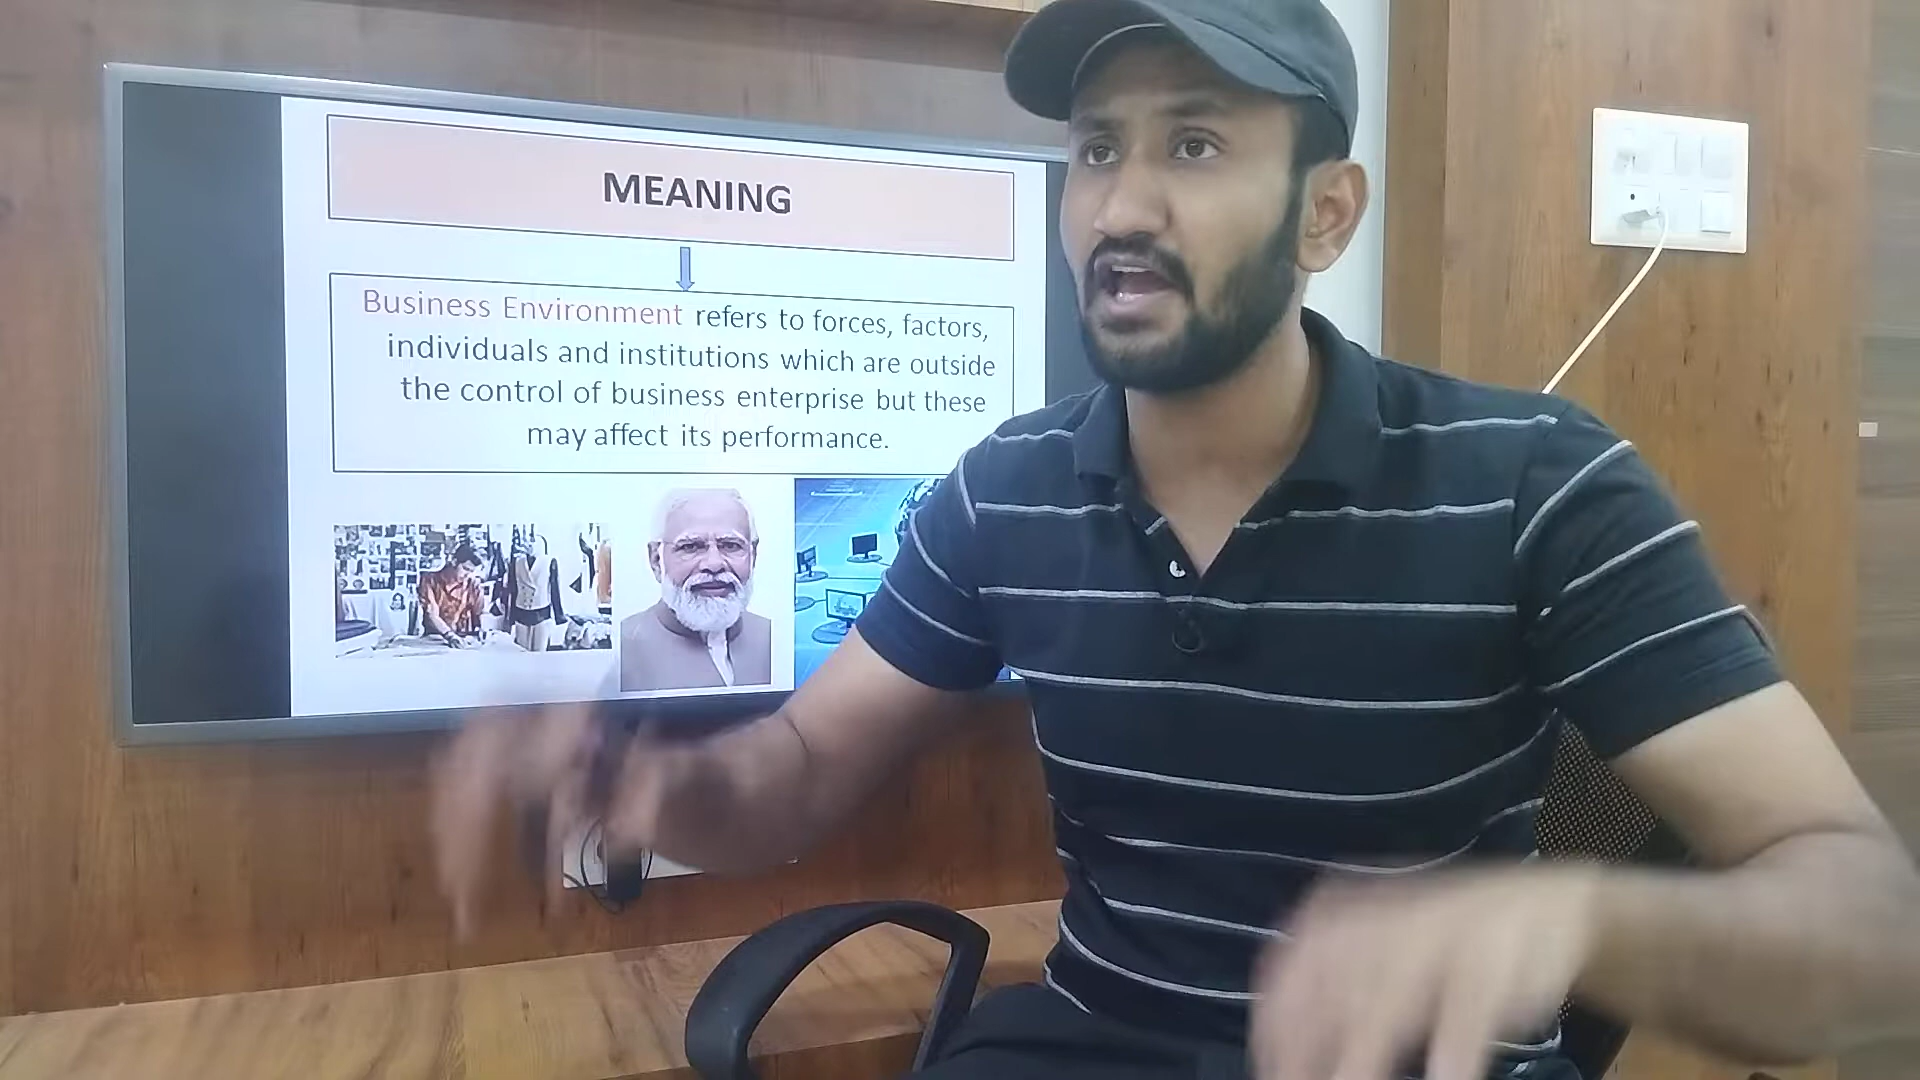 MEANING
Business Environment refers to forces, factors,
individuals and institutions which are outside
the control of business enterprise but these
may affect its performance.